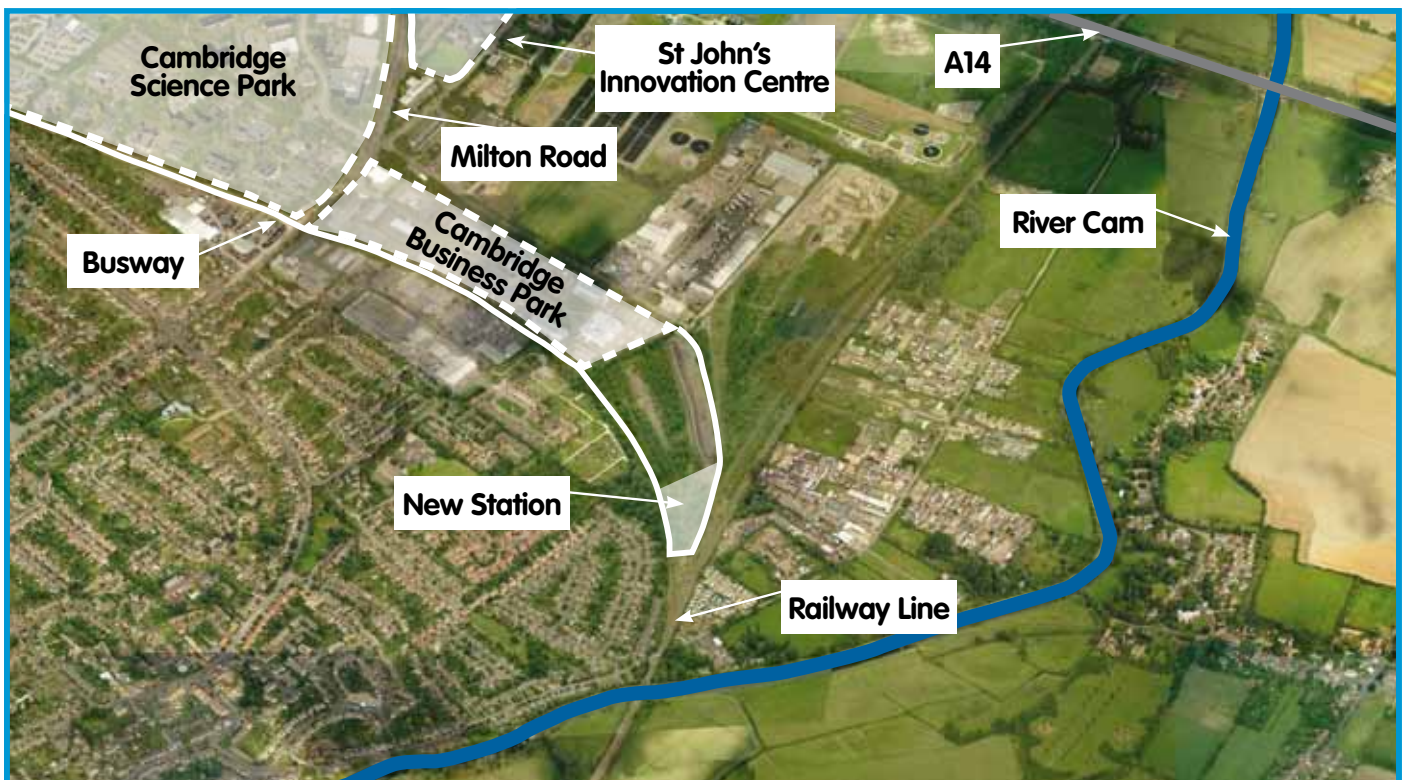 Cambridge
Science Park
St John's
Innovation Centre
A14
Milton Road
River Cam
Busway
Cambridge
Business Park
New Station
Railway Line